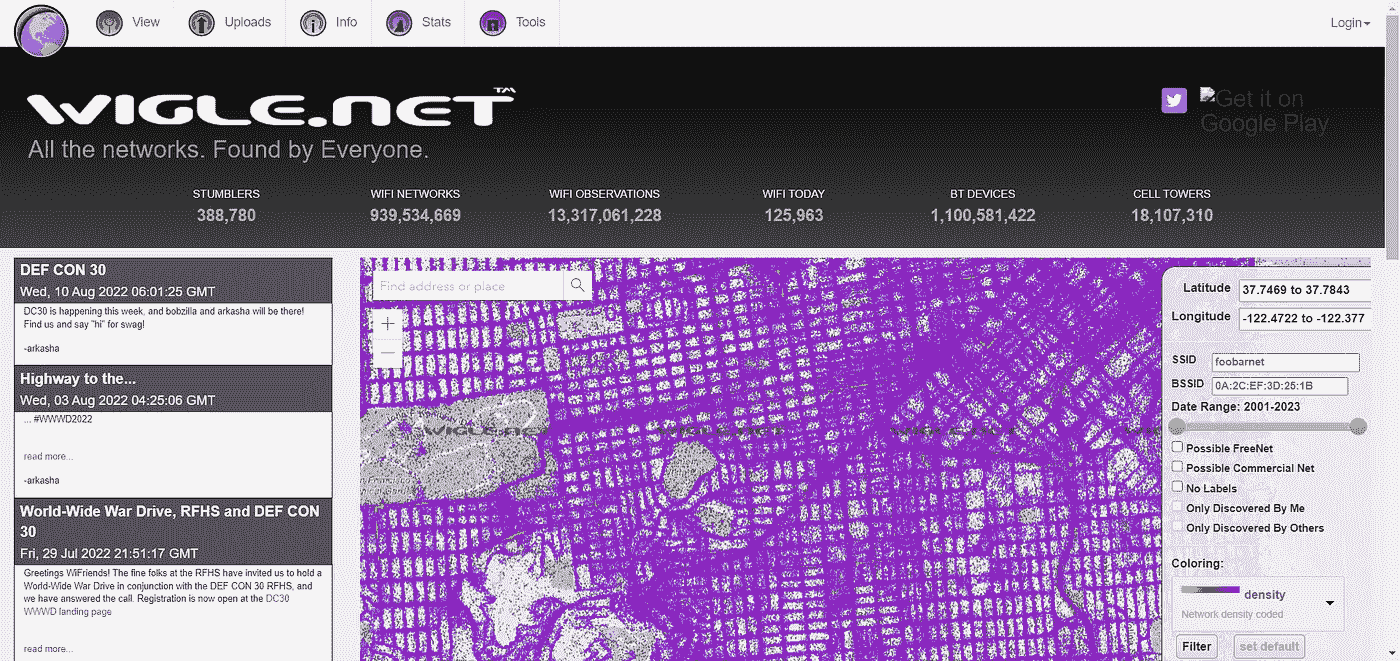 View
Uploads
Info
Stats
Tools
Login
WIGLE.NET™
All the networks. Found by Everyone.
Get it on
Google Play
STUMBLERS
388,780
WIFI NETWORKS
939,534,669
WIFI OBSERVATIONS
13,317,061,228
WIFI TODAY
125,963
BT DEVICES
1,100,581,422
CELL TOWERS
18,107,310
DEF CON 30
Wed, 10 Aug 2022 06:01:25 GMT
DC30 is happening this week, and bobzilla and arkasha will be there!
Find us and say "hi" for swag!
-arkasha
Highway to the...
Wed, 03 Aug 2022 04:25:06 GMT
... #WWWD2022
read more...
-arkasha
World-Wide War Drive, RFHS and DEF CON
30
Fri, 29 Jul 2022 21:51:17 GMT
Greetings WiFriends! The fine folks at the RFHS have invited us to hold a
World-Wide War Drive in conjunction with the DEF CON 30 RFHS, and
we have answered the call. Registration is now open at the DC30
WWWD landing page
read more...
Find address or place
+
−
WIGLE.NET
Latitude
37.7469 to 37.7843
Longitude
-122.4722 to -122.377
SSID
foobarnet
BSSID
0A:2C:EF:3D:25:1B
Date Range: 2001-2023
Possible FreeNet
Possible Commercial Net
No Labels
Only Discovered By Me
Only Discovered By Others
Coloring:
density
Network density coded
Filter
set default